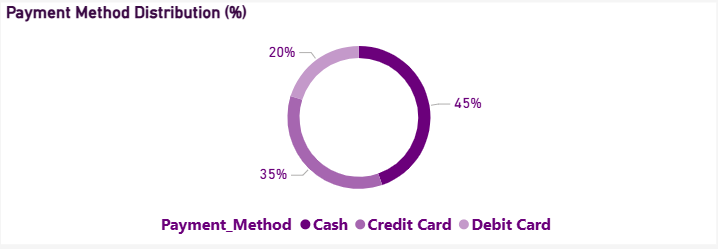 Payment Method Distribution (%)
20%
45%
35%
Payment_Method Cash Credit Card Debit Card